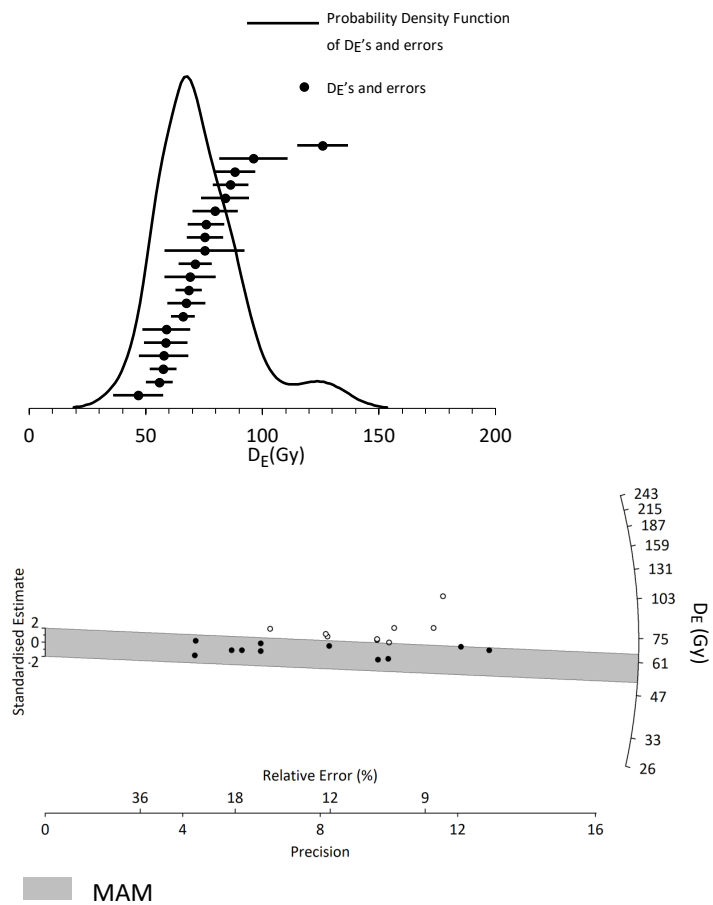 Probability Density Function
of DE's and errors
DE's and errors
0 50 100 150 200
DE(Gy)
243
215
187
159
131
103
75
61
47
33
26
DE (Gy)
Standardised Estimate
2
0
-2
Relative Error (%)
36 18 12 9
0 4 8 12 16
Precision
MAM